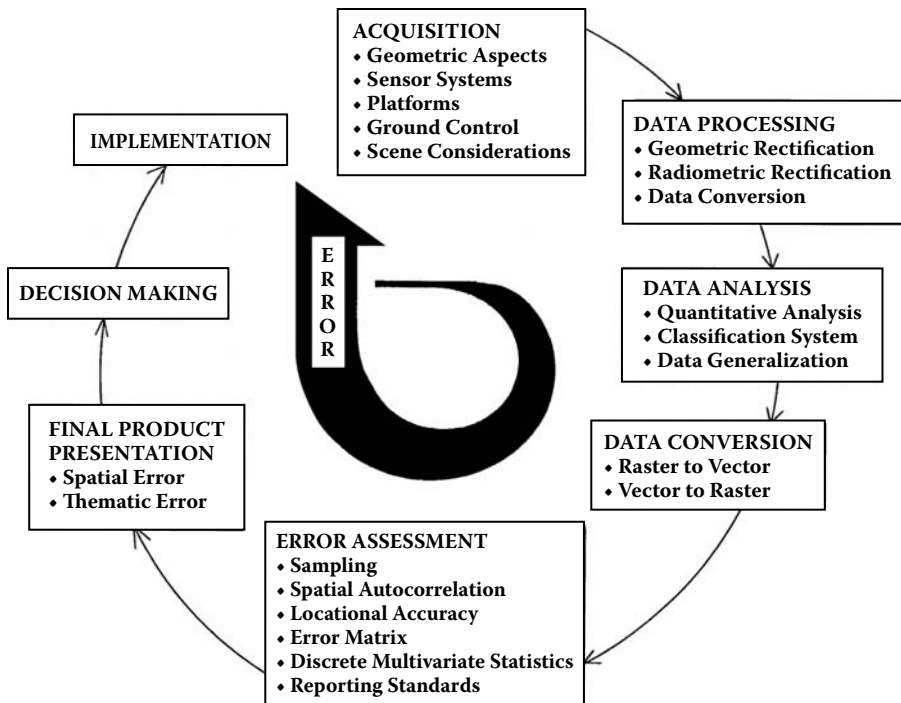 ACQUISITION
• Geometric Aspects
• Sensor Systems
• Platforms
• Ground Control
• Scene Considerations
DATA PROCESSING
• Geometric Rectification
• Radiometric Rectification
• Data Conversion
DATA ANALYSIS
• Quantitative Analysis
• Classification System
• Data Generalization
DATA CONVERSION
• Raster to Vector
• Vector to Raster
ERROR ASSESSMENT
• Sampling
• Spatial Autocorrelation
• Locational Accuracy
• Error Matrix
• Discrete Multivariate Statistics
• Reporting Standards
FINAL PRODUCT
PRESENTATION
• Spatial Error
• Thematic Error
DECISION MAKING
IMPLEMENTATION
E
R
R
O
R